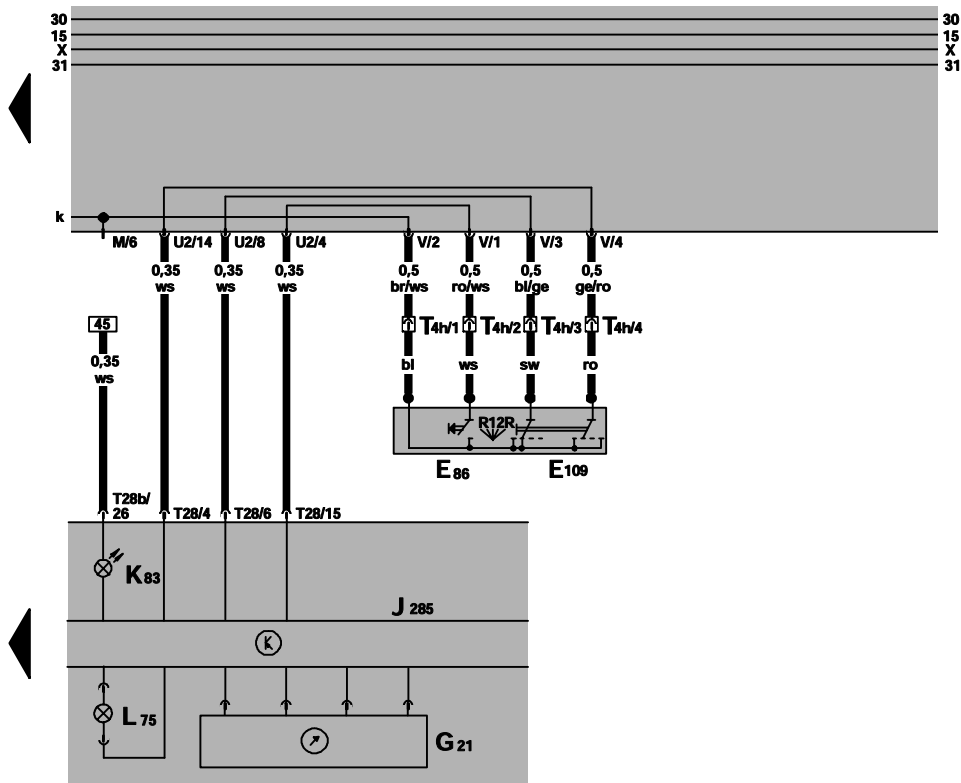 30 30
15 15
X X
31 31
k
M/6 U2/14 U2/8 U2/4 V/2 V/1 V/3 V/4
0,35 0,35 0,35 0,5 0,5 0,5 0,5
ws ws ws br/ws ro/ws bl/ge ge/ro
45 T4h/1 T4h/2 T4h/3 T4h/4
0,35
ws
bl ws sw ro
R12R
E86 E109
T28b/
26 T28/4 T28/6 T28/15
K83
J285
K
L75
G21